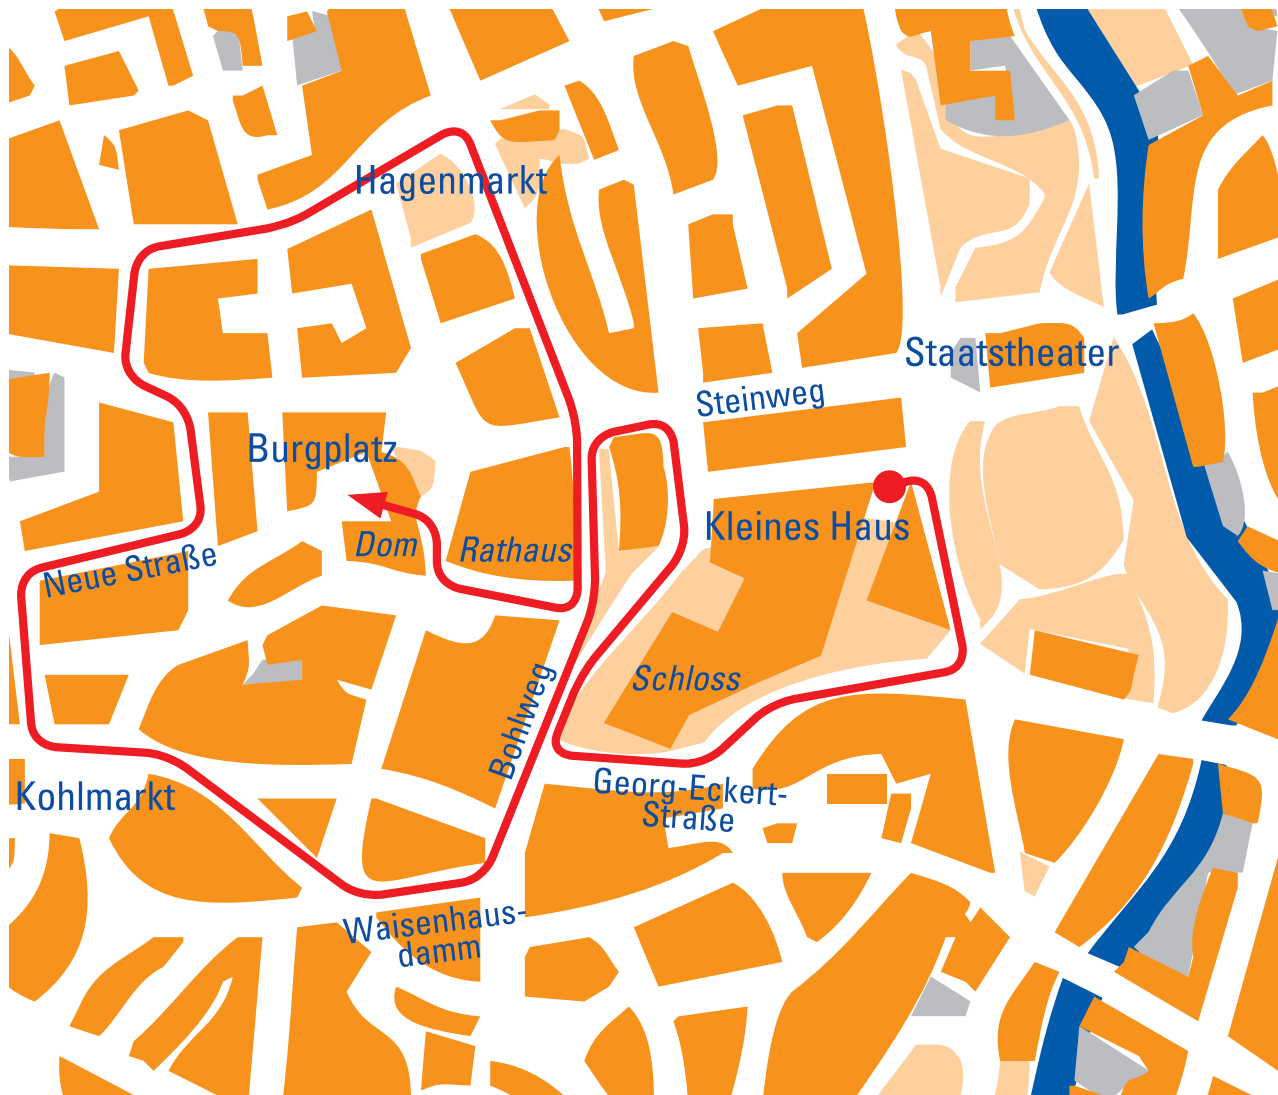 Hagenmarkt
Staatstheater
Steinweg
Burgplatz
Kleines Haus
Dom
Rathaus
Neue Straße
Schloss
Bohlweg
Georg-Eckert-
Straße
Kohlmarkt
Waisenhaus-
damm